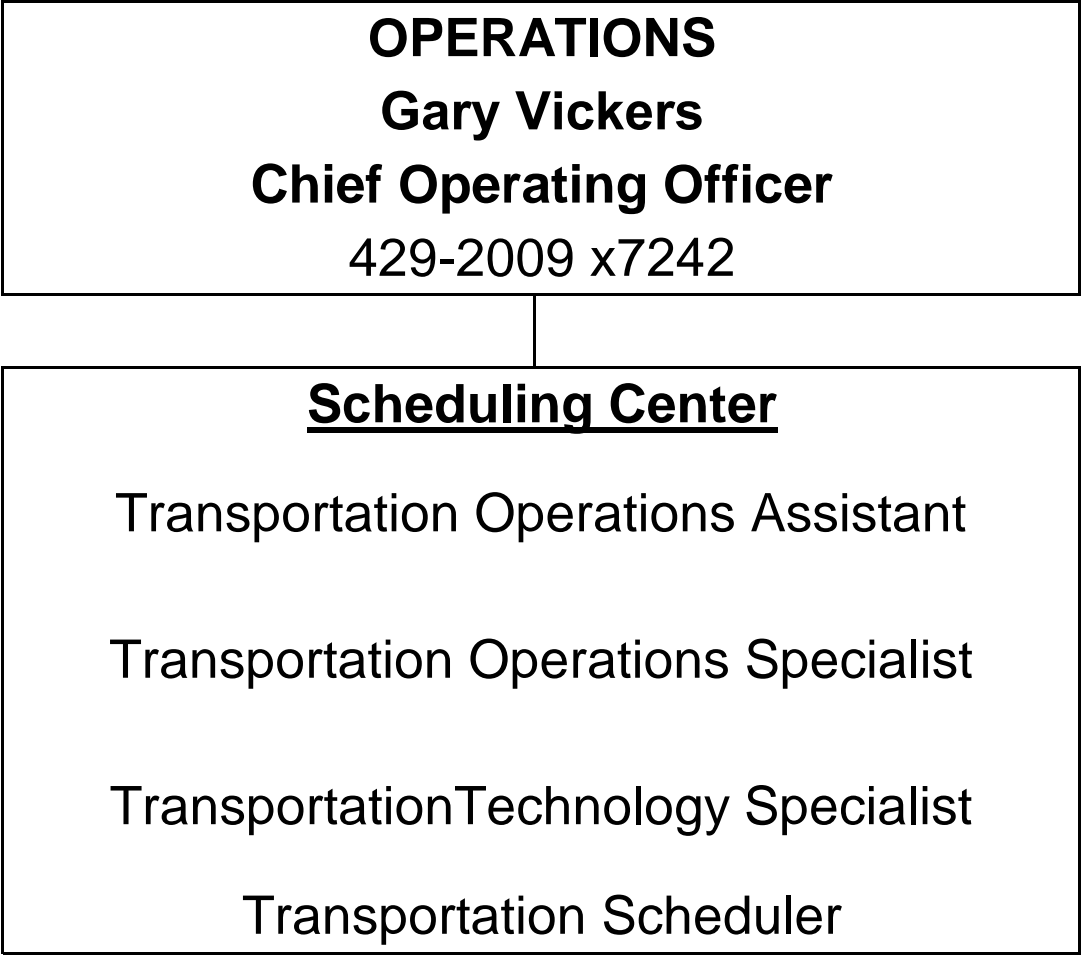 OPERATIONS
Gary Vickers
Chief Operating Officer
429-2009 x7242
Scheduling Center
Transportation Operations Assistant
Transportation Operations Specialist
TransportationTechnology Specialist
Transportation Scheduler